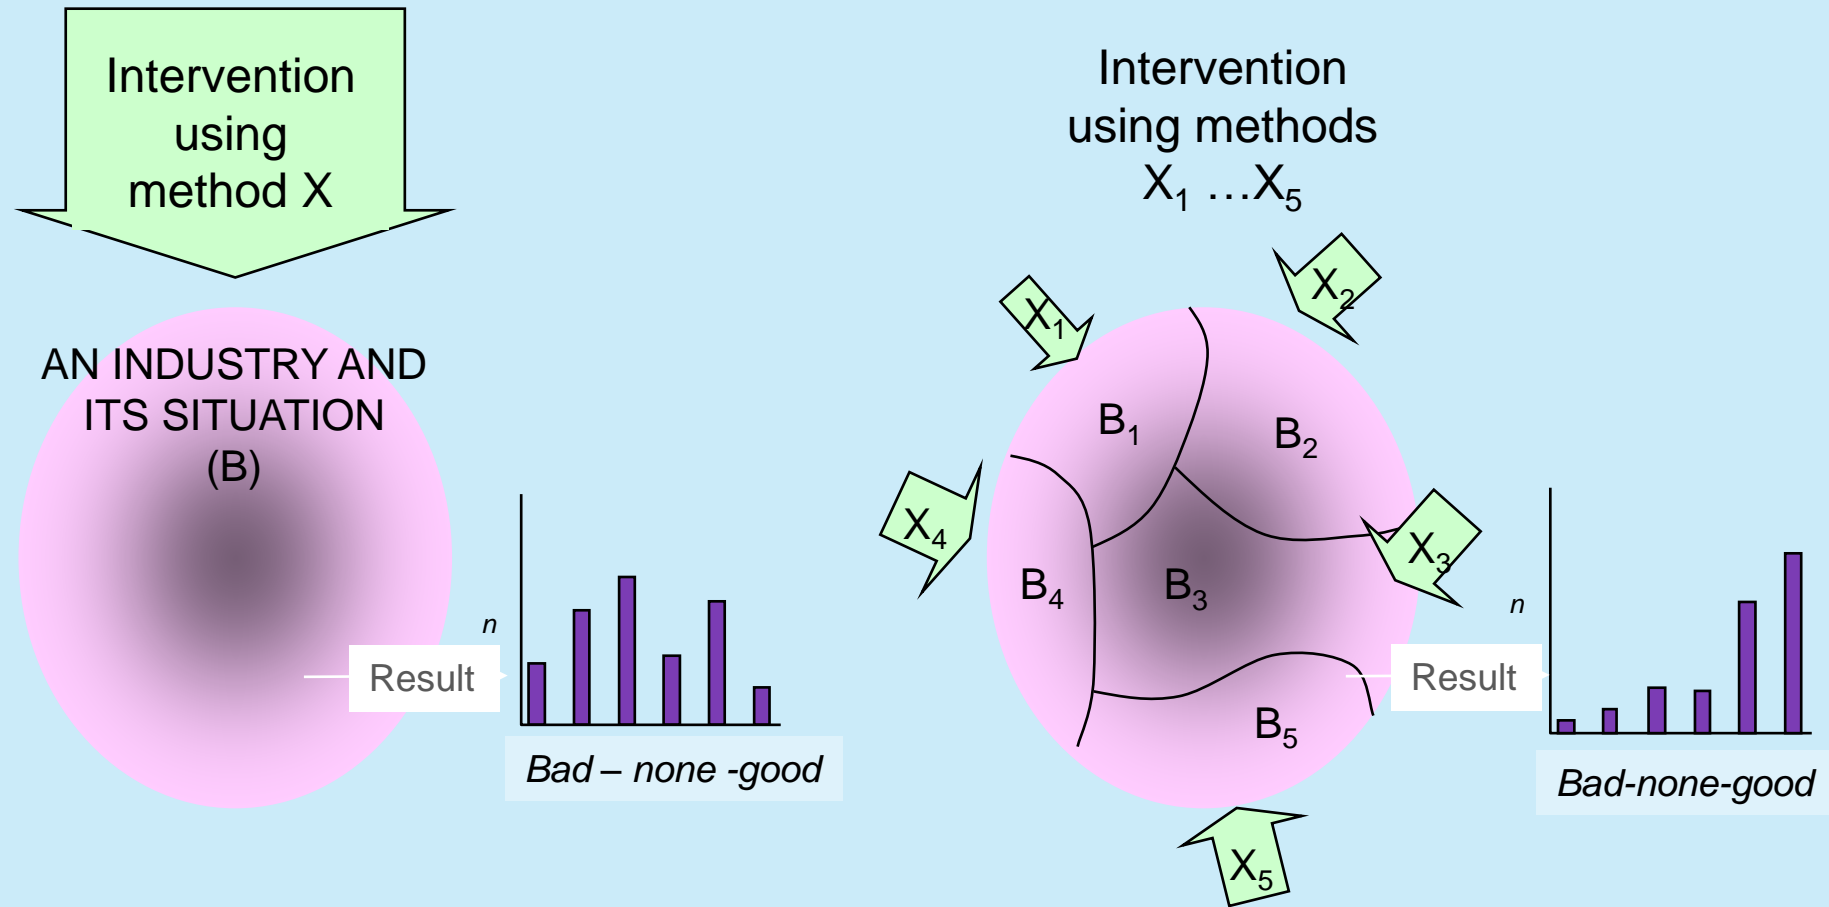 Intervention
using
method X
AN INDUSTRY AND
ITS SITUATION
(B)
n
Result
Bad – none -good
Intervention
using methods
X₁ …X₅
X₁
X₂
B₁
B₂
X₄
X₃
B₄
B₃
n
Result
B₅
Bad-none-good
X₅